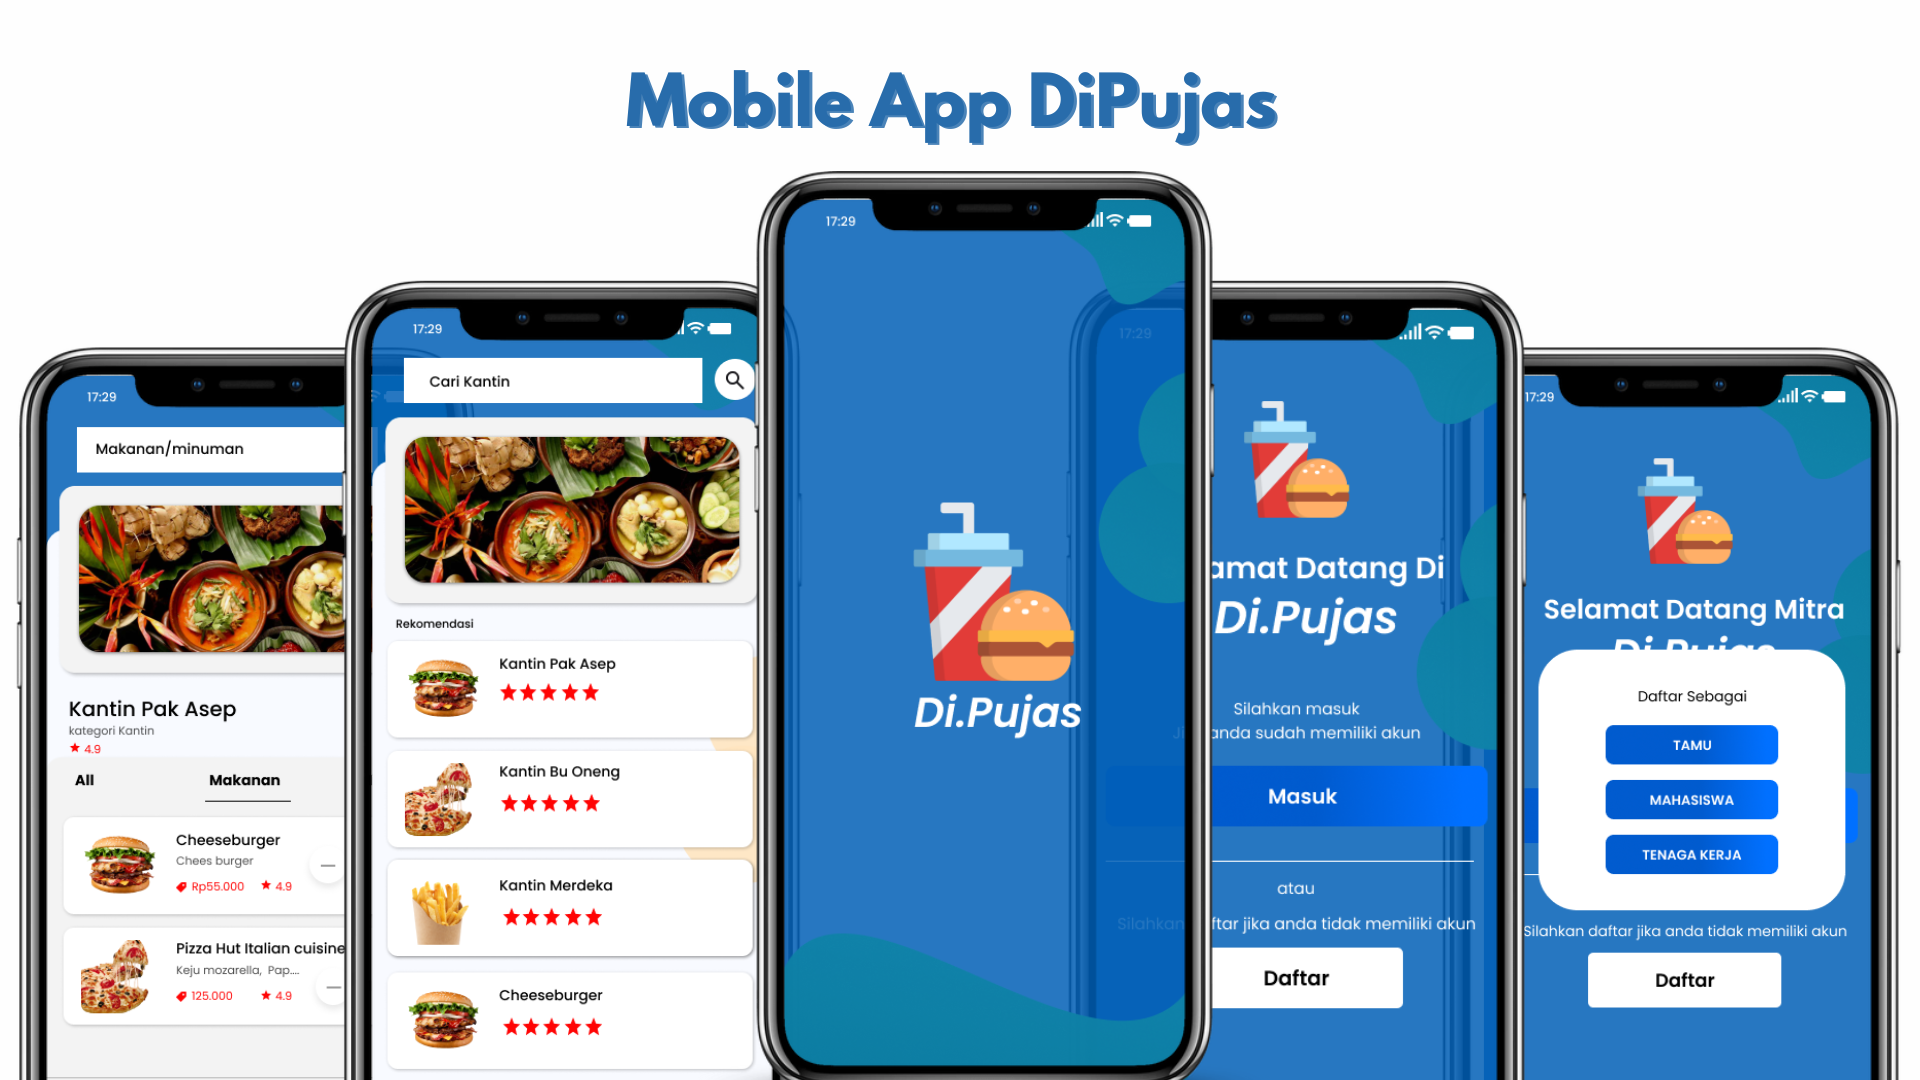 Mobile App DiPujas
17:29
Makanan/minuman
Kantin Pak Asep
kategori Kantin
4.9
All
Makanan
Cheeseburger
Chees burger
Rp55.000
4.9
Pizza Hut Italian cuisine
Keju mozarella, Pap....
125.000
4.9
17:29
Cari Kantin
Rekomendasi
Kantin Pak Asep
Kantin Bu Oneng
Kantin Merdeka
Cheeseburger
17:29
Di.Pujas
17:29
amat Datang Di
Di.Pujas
Silahkan masuk
Ji anda sudah memiliki akun
Masuk
atau
Silahkan ftar jika anda tidak memiliki akun
Daftar
17:29
Selamat Datang Mitra
Di.Pujas
Daftar Sebagai
TAMU
MAHASISWA
TENAGA KERJA
Silahkan daftar jika anda tidak memiliki akun
Daftar